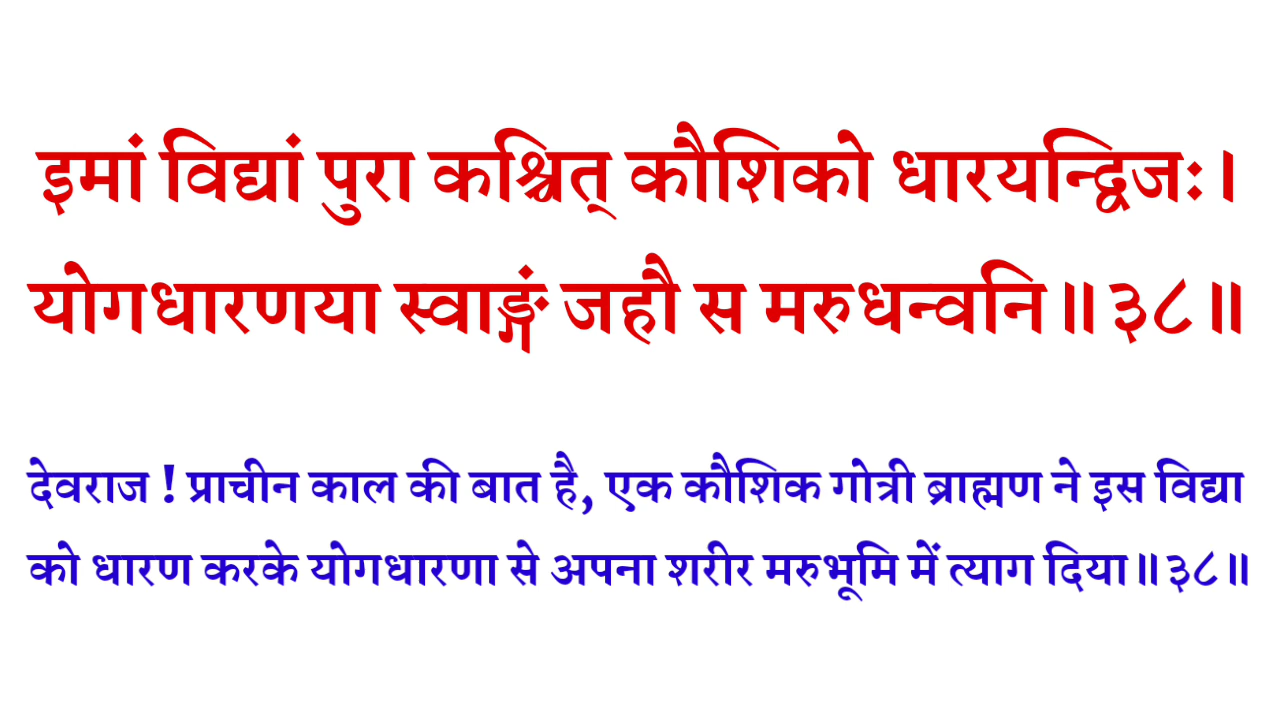 इमां विद्यां पुरा कश्चित् कौशिको धारयन्द्विजः।
योगधारणया स्वाङ्गं जहौ स मरुधन्वनि॥३८॥
देवराज ! प्राचीन काल की बात है, एक कौशिक गोत्री ब्राह्मण ने इस विद्या
को धारण करके योगधारणा से अपना शरीर मरुभूमि में त्याग दिया॥३८॥